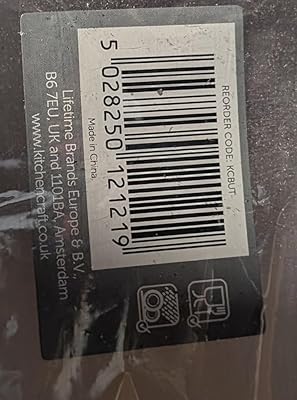 REORDER CODE: KCBUT
5 028250 121219
Made in China.
Lifetime Brands Europe & B.V.,
B6 7EU, UK and 1101BA, Amsterdam
www.kitchencraft.co.uk